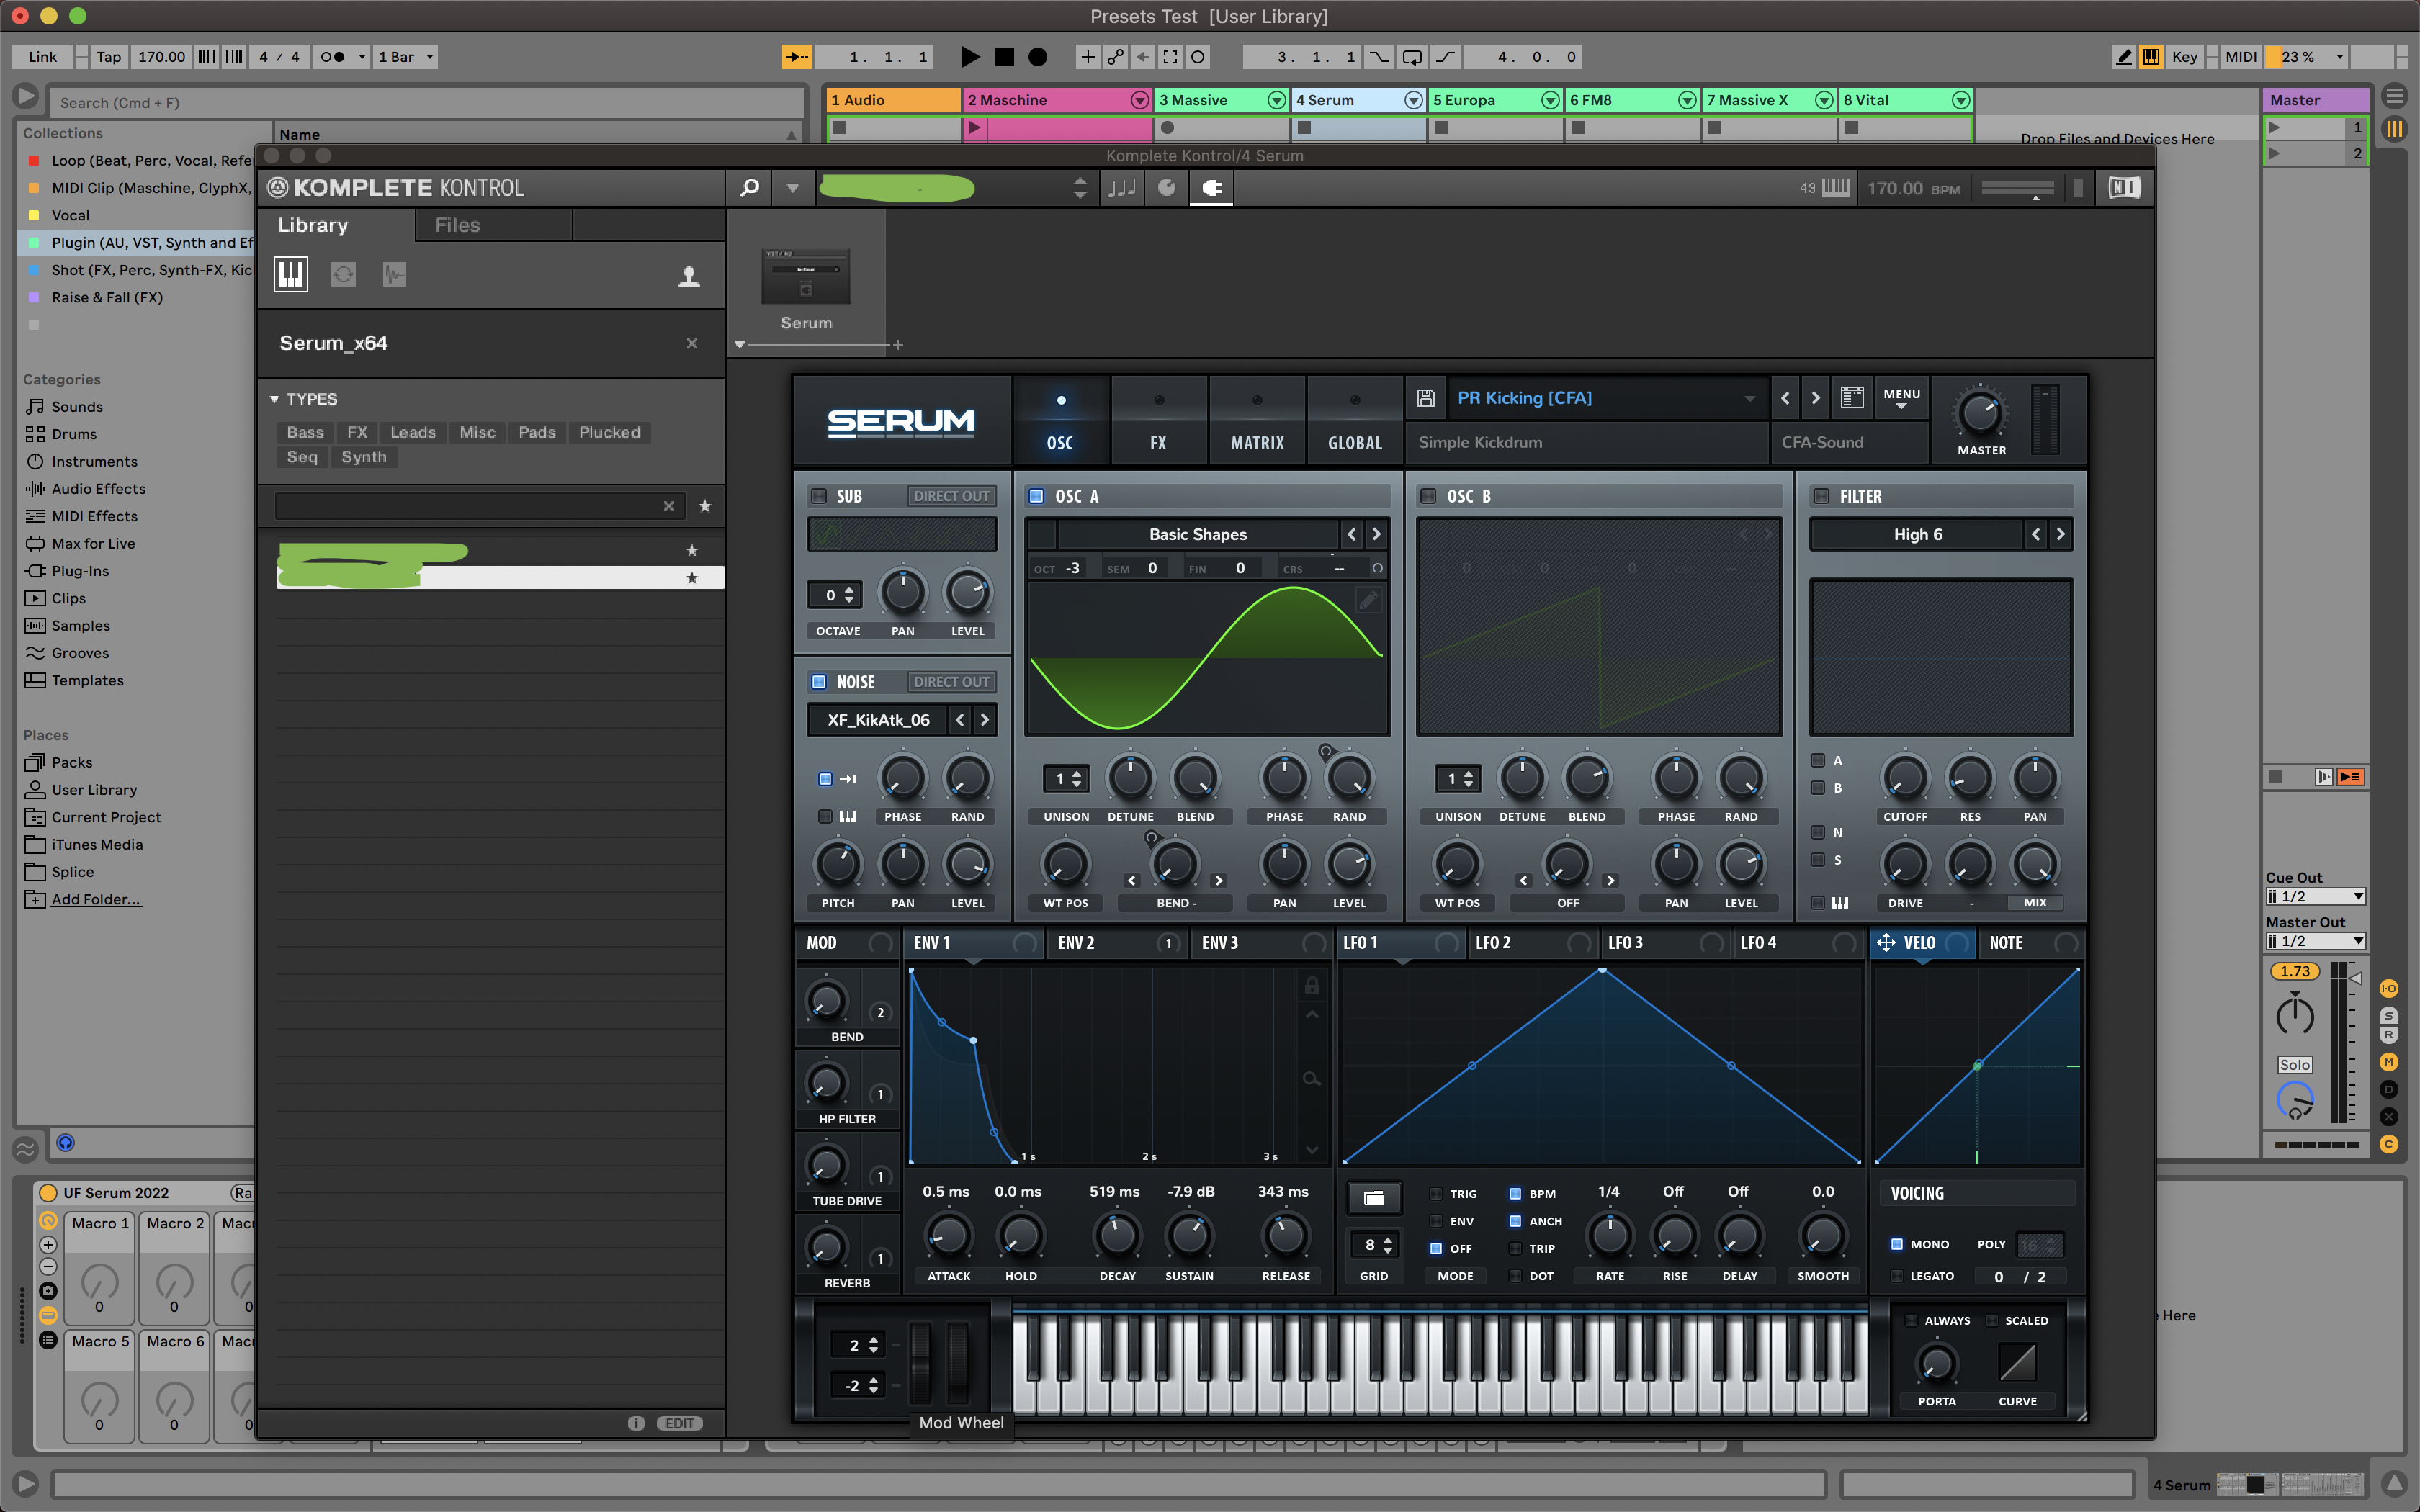 Presets Test [User Library]
Link Tap 170.00 4 / 4 1 Bar 1. 1. 1 3. 1. 1 4. 0. 0 Key MIDI 23 %
Search (Cmd + F)
1 Audio 2 Maschine 3 Massive 4 Serum 5 Europa 6 FM8 7 Massive X 8 Vital Master
Collections
Name
Drop Files and Devices Here
1
2
Loop (Beat, Perc, Vocal, Refer
MIDI Clip (Maschine, ClyphX,
Vocal
Plugin (AU, VST, Synth and Ef
Shot (FX, Perc, Synth-FX, Kic
Raise & Fall (FX)
Categories
Sounds
Drums
Instruments
Audio Effects
MIDI Effects
Max for Live
Plug-Ins
Clips
Samples
Grooves
Templates
Places
Packs
User Library
Current Project
iTunes Media
Splice
Add Folder...
Komplete Kontrol/4 Serum
KOMPLETE KONTROL
49 170.00 BPM
Library Files
Serum_x64
TYPES
Bass FX Leads Misc Pads Plucked
Seq Synth
EDIT
VST / AU
Serum
SERUM
OSC FX MATRIX GLOBAL
PR Kicking [CFA] MENU
Simple Kickdrum CFA-Sound
MASTER
SUB DIRECT OUT
0
OCTAVE PAN LEVEL
NOISE DIRECT OUT
XF_KikAtk_06
PHASE RAND
PITCH PAN LEVEL
OSC A
Basic Shapes
OCT -3 SEM 0 FIN 0 CRS --
1
UNISON DETUNE BLEND PHASE RAND
WT POS BEND - PAN LEVEL
OSC B
0 0 0
1
UNISON DETUNE BLEND PHASE RAND
WT POS OFF PAN LEVEL
FILTER
High 6
A
B
N
S
CUTOFF RES PAN
DRIVE - MIX
MOD ENV 1 ENV 2 1 ENV 3 LFO 1 LFO 2 LFO 3 LFO 4 VELO NOTE
2
BEND
1
HP FILTER
1
TUBE DRIVE
1
REVERB
1 s 2 s 3 s
0.5 ms 0.0 ms 519 ms -7.9 dB 343 ms
ATTACK HOLD DECAY SUSTAIN RELEASE
TRIG BPM 1/4 Off Off 0.0
ENV ANCH
8 OFF TRIP
GRID MODE DOT RATE RISE DELAY SMOOTH
VOICING
MONO POLY 16
LEGATO 0 / 2
2
-2
Mod Wheel
ALWAYS SCALED
PORTA CURVE
Cue Out
1/2
Master Out
1/2
1.73
Solo
I·O
S
R
M
D
X
C
UF Serum 2022 Ra
Macro 1 Macro 2 Mac
0 0 0
Macro 5 Macro 6 Mac
0 0 0
Here
4 Serum